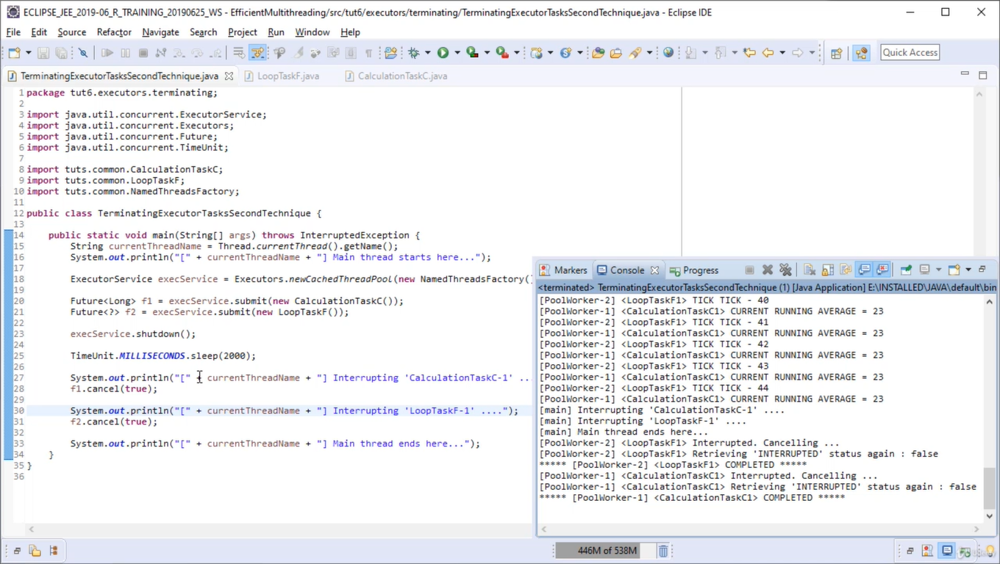 ECLIPSE_JEE_2019-06_R_TRAINING_20190625_WS - EfficientMultithreading/src/tut6/executors/terminating/TerminatingExecutorTasksSecondTechnique.java - Eclipse IDE
File Edit Source Refactor Navigate Search Project Run Window Help
Quick Access
TerminatingExecutorTasksSecondTechnique.java LoopTaskF.java CalculationTaskC.java
1 package tut6.executors.terminating;
2
3 import java.util.concurrent.ExecutorService;
4 import java.util.concurrent.Executors;
5 import java.util.concurrent.Future;
6 import java.util.concurrent.TimeUnit;
7
8 import tuts.common.CalculationTaskC;
9 import tuts.common.LoopTaskF;
10 import tuts.common.NamedThreadsFactory;
11
12 public class TerminatingExecutorTasksSecondTechnique {
13
14 public static void main(String[] args) throws InterruptedException {
15 String currentThreadName = Thread.currentThread().getName();
16 System.out.println("[" + currentThreadName + "] Main thread starts here...");
17
18 ExecutorService execService = Executors.newCachedThreadPool(new NamedThreadsFactory()
19
20 Future<Long> f1 = execService.submit(new CalculationTaskC());
21 Future<?> f2 = execService.submit(new LoopTaskF());
22
23 execService.shutdown();
24
25 TimeUnit.MILLISECONDS.sleep(2000);
26
27 System.out.println("[" + currentThreadName + "] Interrupting 'CalculationTaskC-1' ..
28 f1.cancel(true);
29
30 System.out.println("[" + currentThreadName + "] Interrupting 'LoopTaskF-1' ....");
31 f2.cancel(true);
32
33 System.out.println("[" + currentThreadName + "] Main thread ends here...");
34 }
35 }
36
Markers Console Progress
<terminated> TerminatingExecutorTasksSecondTechnique (1) [Java Application] E:\INSTALLED\JAVA\default\bin
[PoolWorker-2] <LoopTaskF1> TICK TICK - 40
[PoolWorker-1] <CalculationTaskC1> CURRENT RUNNING AVERAGE = 23
[PoolWorker-2] <LoopTaskF1> TICK TICK - 41
[PoolWorker-1] <CalculationTaskC1> CURRENT RUNNING AVERAGE = 23
[PoolWorker-2] <LoopTaskF1> TICK TICK - 42
[PoolWorker-1] <CalculationTaskC1> CURRENT RUNNING AVERAGE = 23
[PoolWorker-2] <LoopTaskF1> TICK TICK - 43
[PoolWorker-1] <CalculationTaskC1> CURRENT RUNNING AVERAGE = 23
[PoolWorker-2] <LoopTaskF1> TICK TICK - 44
[PoolWorker-1] <CalculationTaskC1> CURRENT RUNNING AVERAGE = 23
[main] Interrupting 'CalculationTaskC-1' ....
[main] Interrupting 'LoopTaskF-1' ....
[main] Main thread ends here...
[PoolWorker-2] <LoopTaskF1> Interrupted. Cancelling ...
[PoolWorker-2] <LoopTaskF1> Retrieving 'INTERRUPTED' status again : false
***** [PoolWorker-2] <LoopTaskF1> COMPLETED *****
[PoolWorker-1] <CalculationTaskC1> Interrupted. Cancelling ...
[PoolWorker-1] <CalculationTaskC1> Retrieving 'INTERRUPTED' status again : false
***** [PoolWorker-1] <CalculationTaskC1> COMPLETED *****
446M of 538M